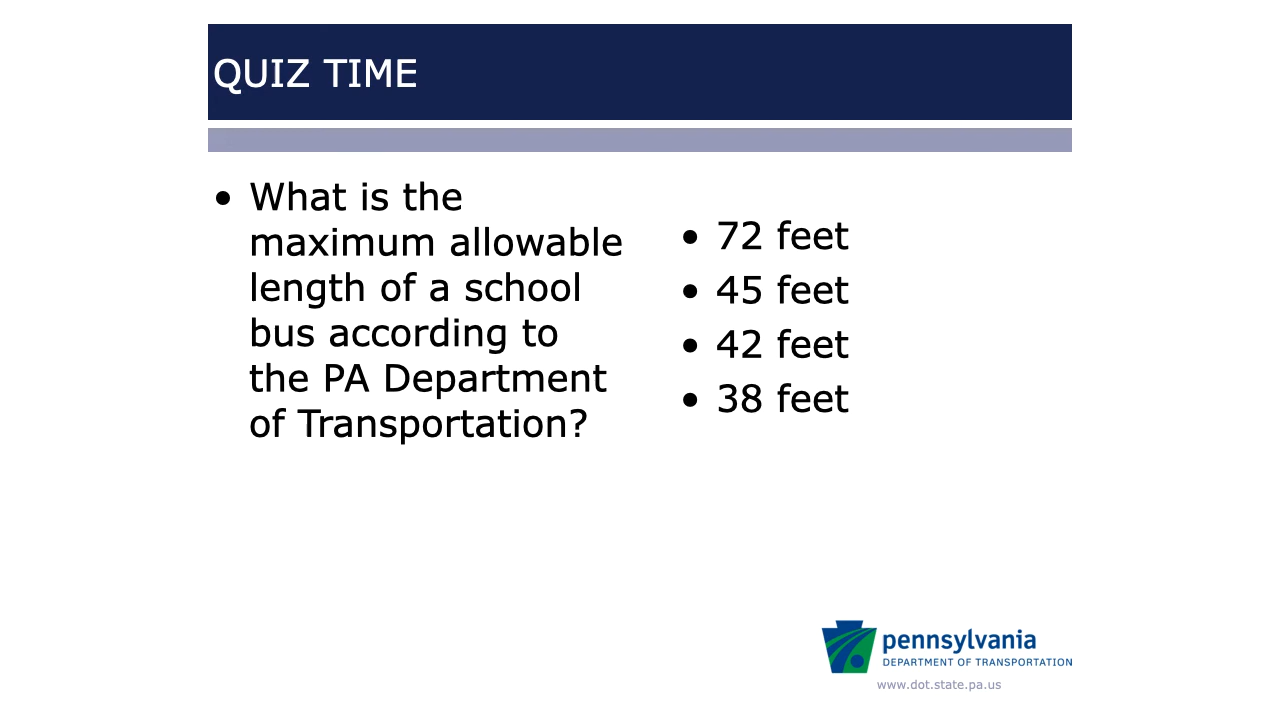 QUIZ TIME
• What is the
maximum allowable
length of a school
bus according to
the PA Department
of Transportation?
• 72 feet
• 45 feet
• 42 feet
• 38 feet
pennsylvania
DEPARTMENT OF TRANSPORTATION
www.dot.state.pa.us